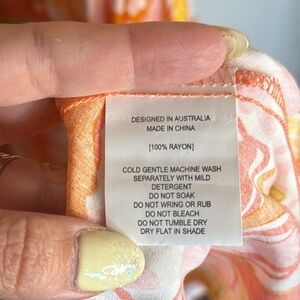 DESIGNED IN AUSTRALIA
MADE IN CHINA
[100% RAYON]
COLD GENTLE MACHINE WASH
SEPARATELY WITH MILD
DETERGENT
DO NOT SOAK
DO NOT WRING OR RUB
DO NOT BLEACH
DO NOT TUMBLE DRY
DRY FLAT IN SHADE